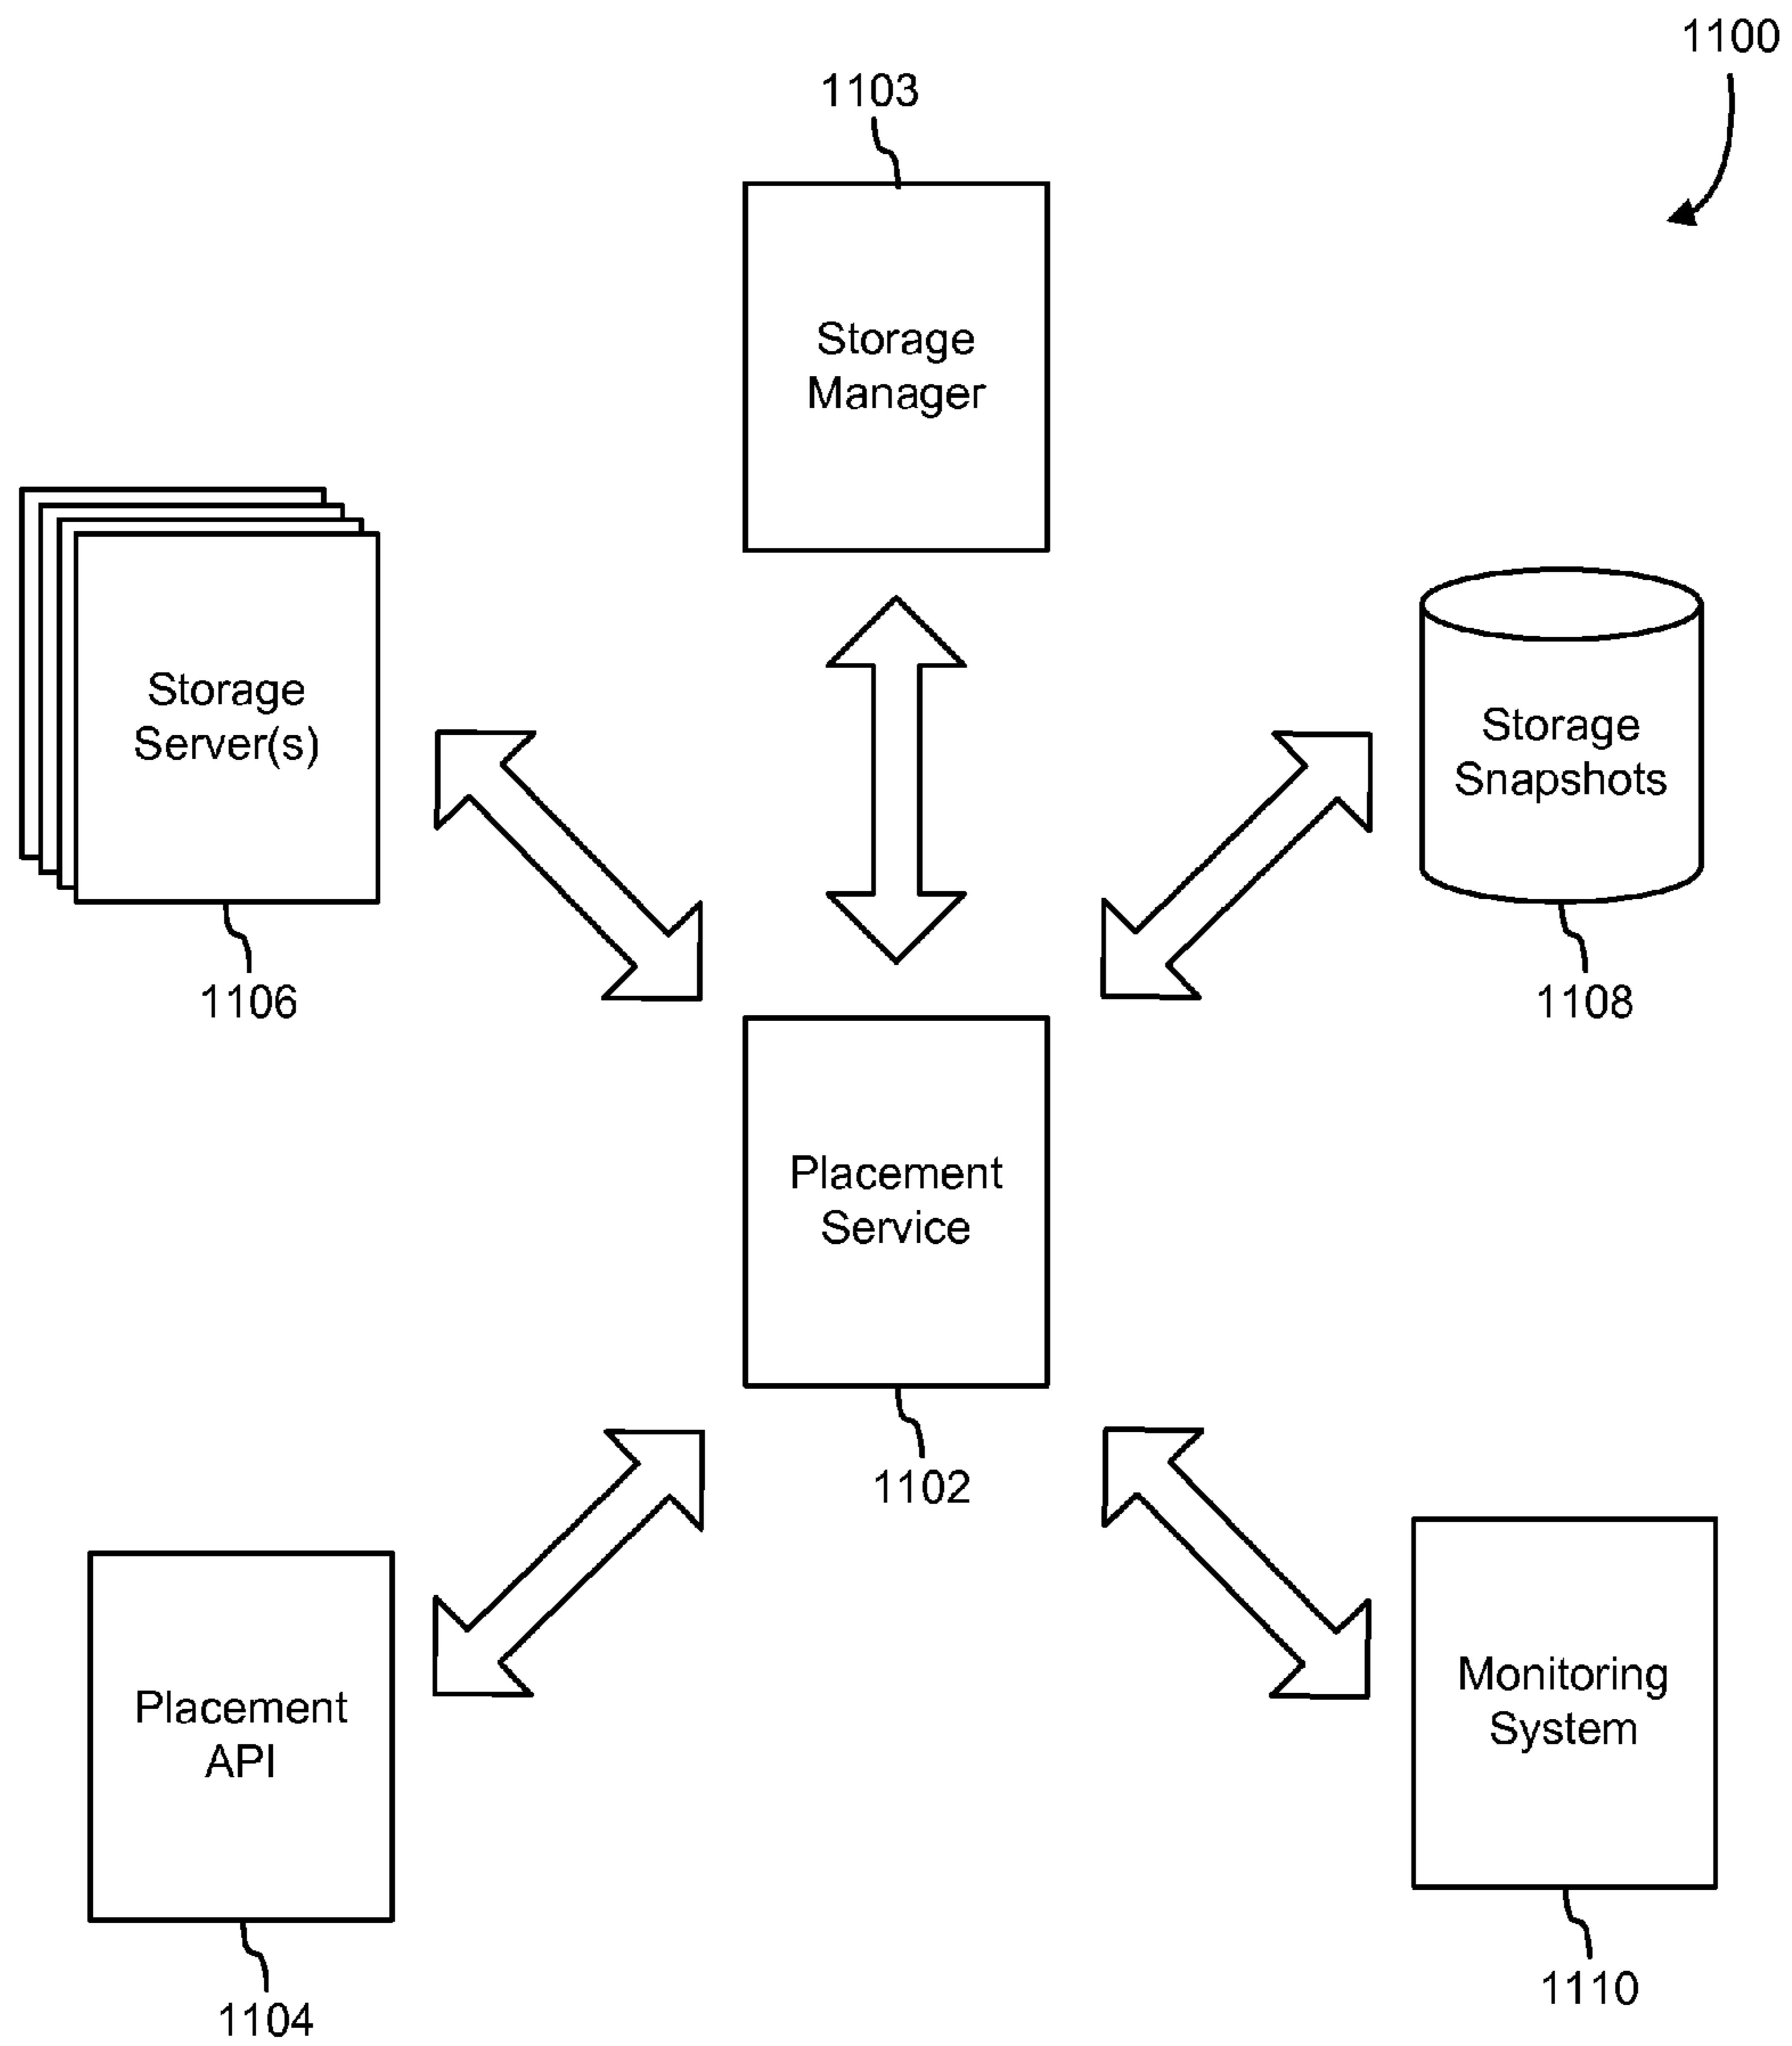 1100
1103
Storage
Manager
Storage
Server(s)
Storage
Snapshots
1106
1108
Placement
Service
1102
Placement
API
Monitoring
System
1104
1110